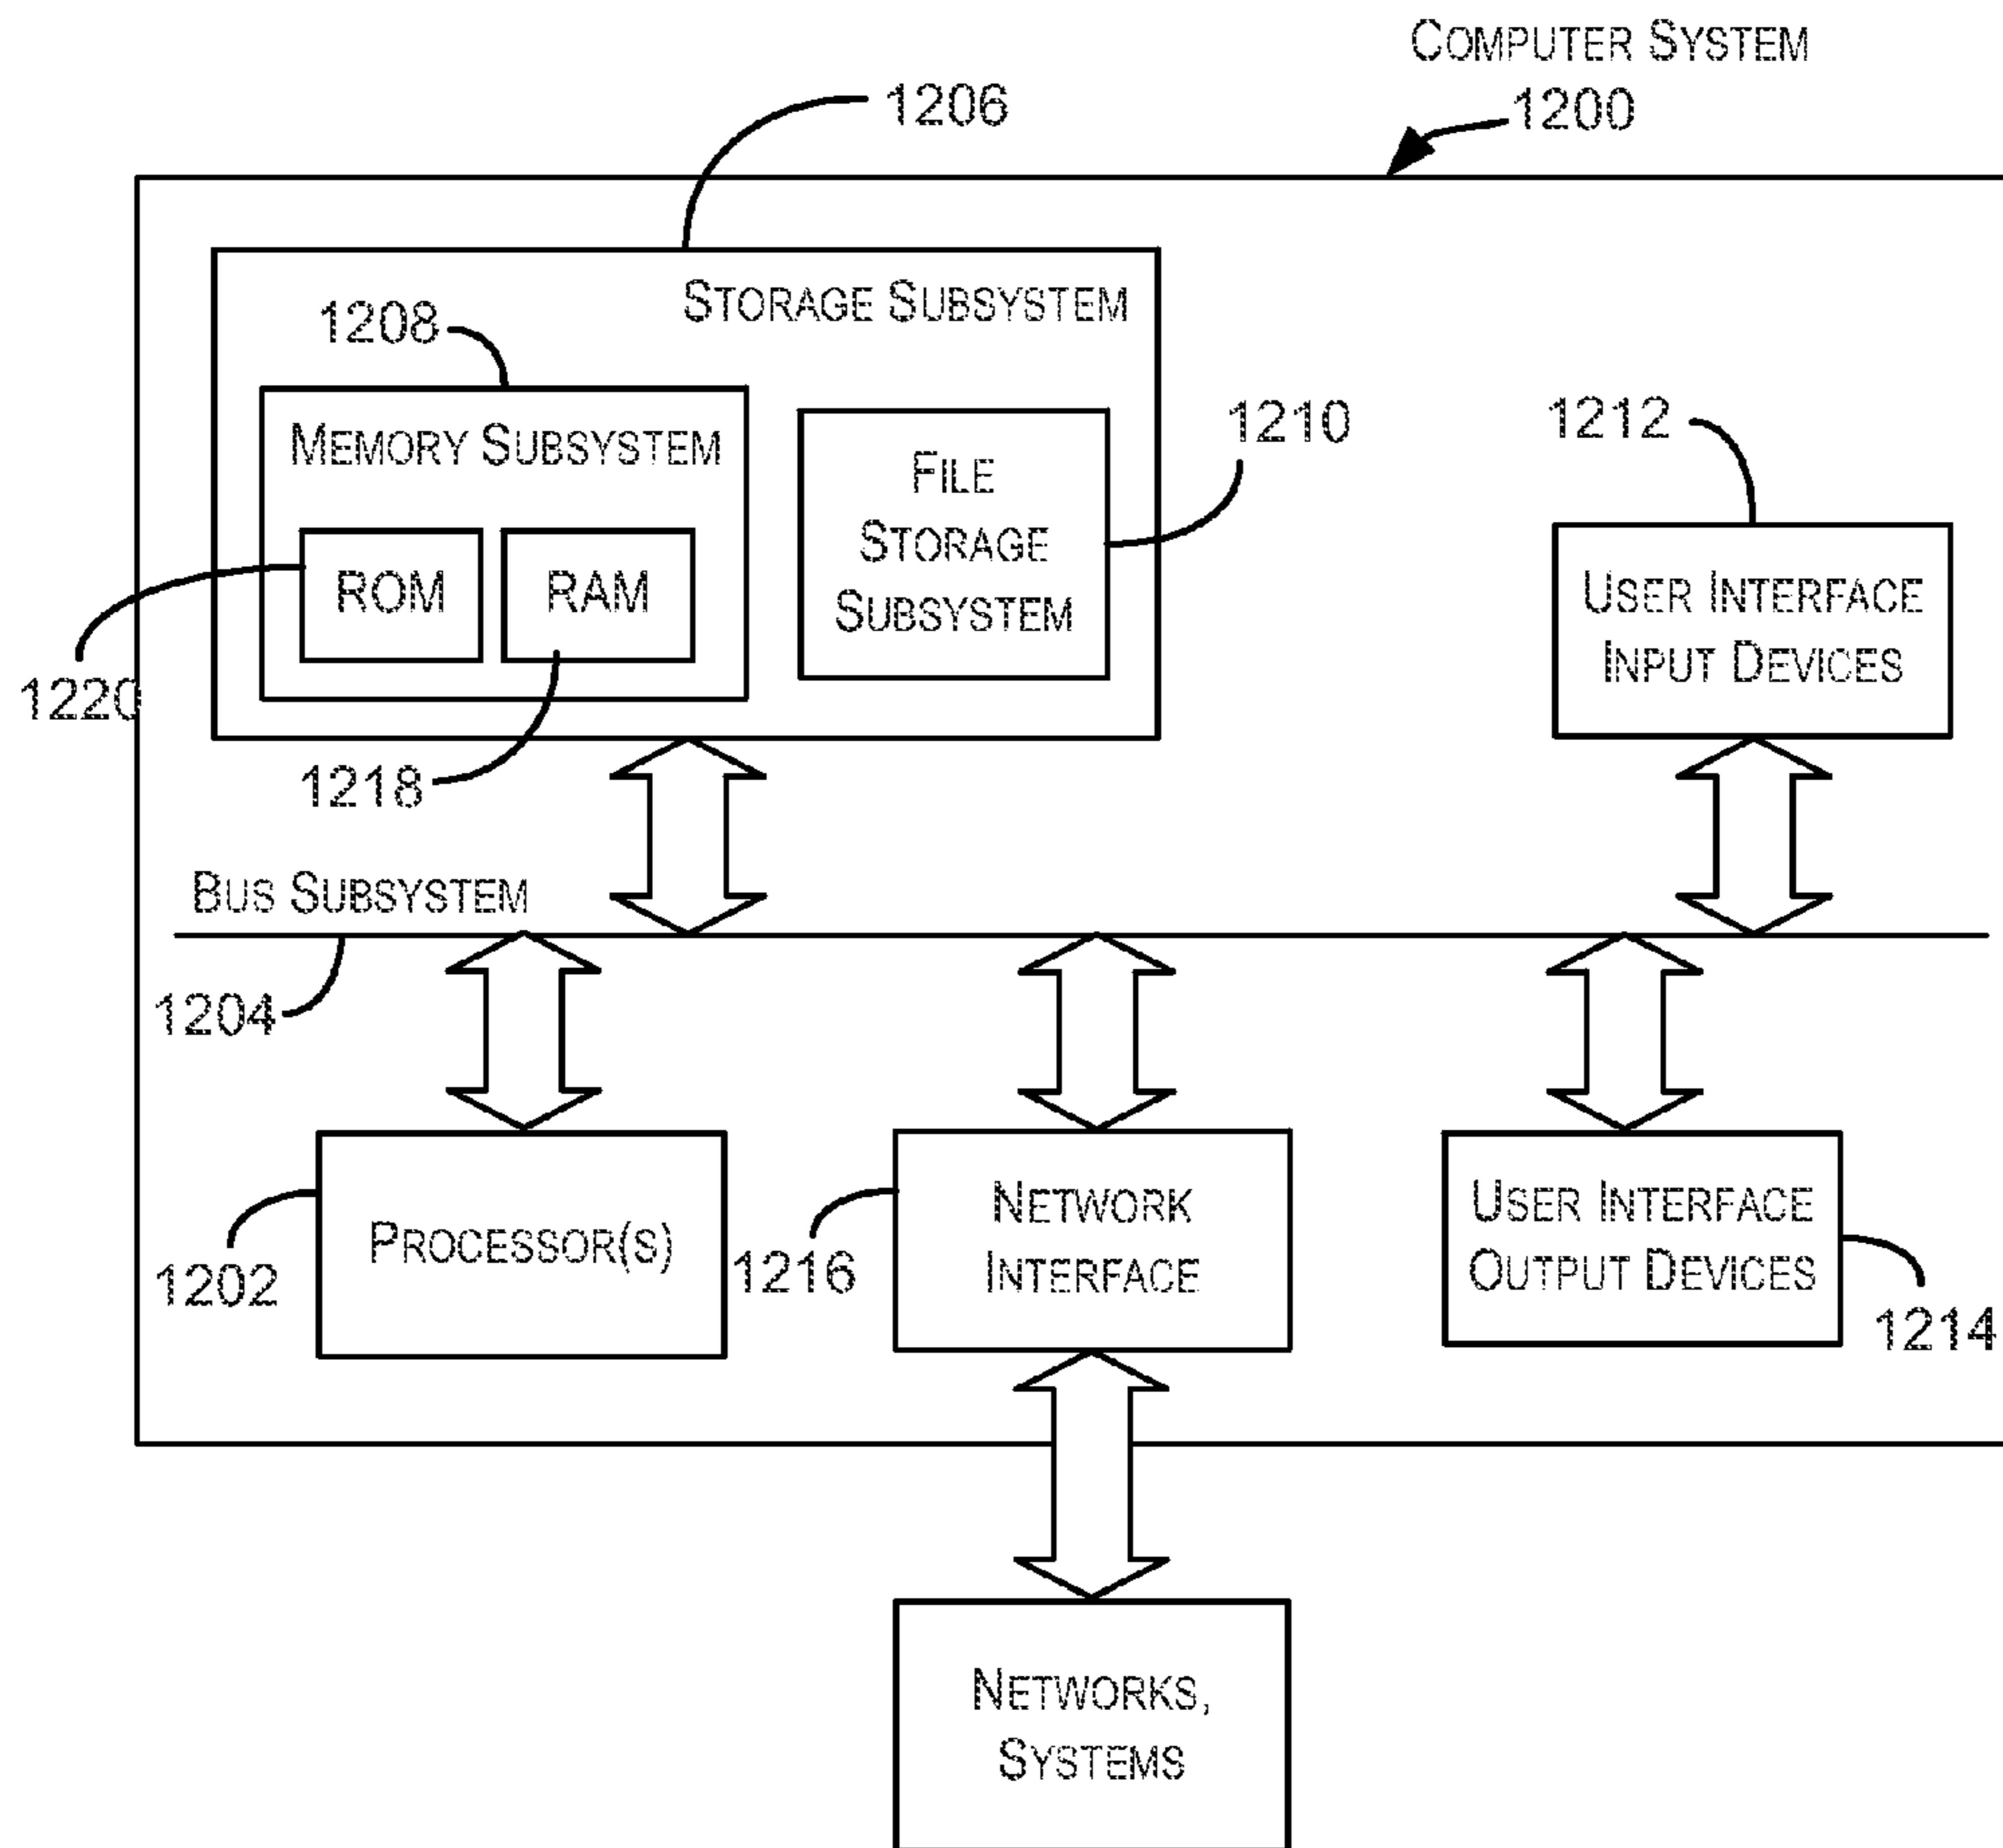 COMPUTER SYSTEM
1200
1206
STORAGE SUBSYSTEM
1208
MEMORY SUBSYSTEM
ROM
RAM
1220
1218
FILE
STORAGE
SUBSYSTEM
1210
1212
USER INTERFACE
INPUT DEVICES
BUS SUBSYSTEM
1204
PROCESSOR(S)
1202
NETWORK
INTERFACE
1216
USER INTERFACE
OUTPUT DEVICES
1214
NETWORKS,
SYSTEMS